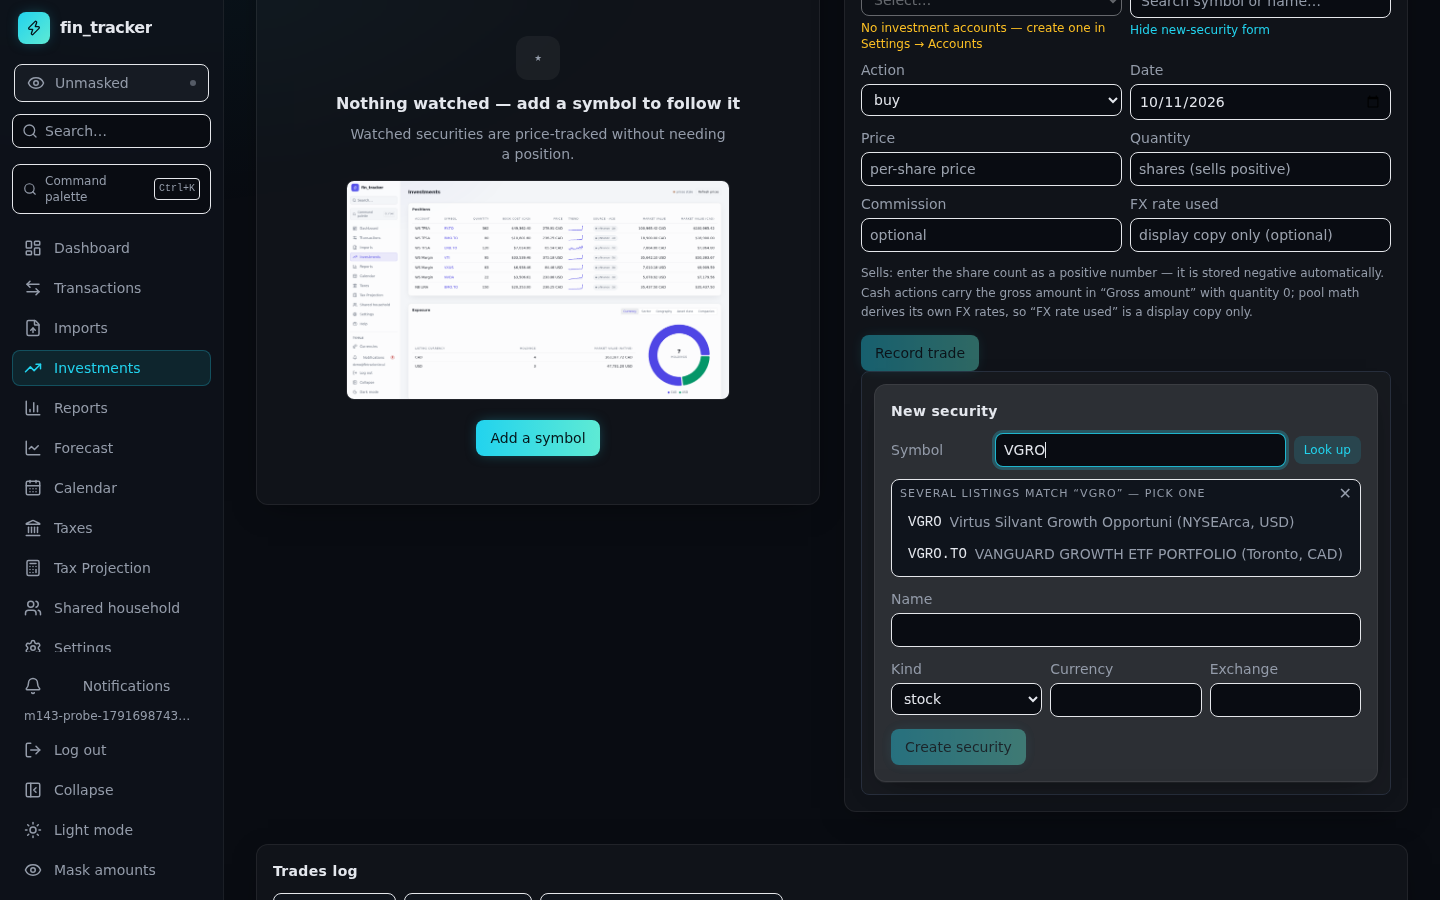 fin_tracker
Unmasked
Search…
Command palette
Ctrl+K
Dashboard
Transactions
Imports
Investments
Reports
Forecast
Calendar
Taxes
Tax Projection
Shared household
Settings
Notifications
m143-probe-1791698743…
Log out
Collapse
Light mode
Mask amounts
Nothing watched — add a symbol to follow it
Watched securities are price-tracked without needing
a position.
fin_tracker
Investments
Positions
Exposure
Add a symbol
Select…
Search symbol or name…
No investment accounts — create one in
Settings → Accounts
Hide new-security form
Action
Date
buy
10/11/2026
Price
Quantity
per-share price
shares (sells positive)
Commission
FX rate used
optional
display copy only (optional)
Sells: enter the share count as a positive number — it is stored negative automatically.
Cash actions carry the gross amount in “Gross amount” with quantity 0; pool math
derives its own FX rates, so “FX rate used” is a display copy only.
Record trade
New security
Symbol
VGRO
Look up
SEVERAL LISTINGS MATCH “VGRO” — PICK ONE
VGRO Virtus Silvant Growth Opportuni (NYSEArca, USD)
VGRO.TO VANGUARD GROWTH ETF PORTFOLIO (Toronto, CAD)
Name
Kind
Currency
Exchange
stock
Create security
Trades log